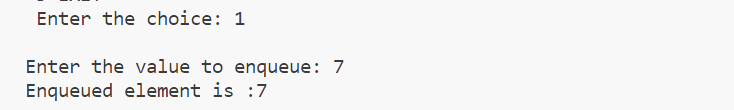 Enter the choice: 1
Enter the value to enqueue: 7
Enqueued element is :7